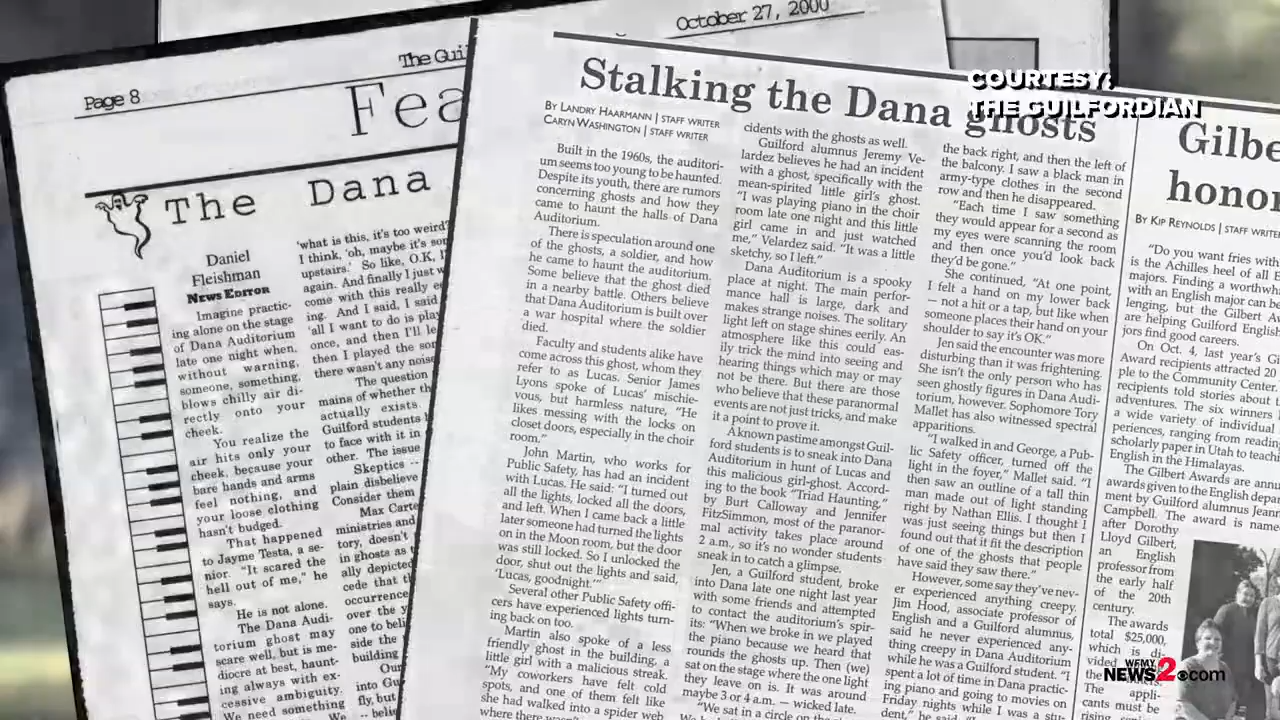 October 27, 2000
COURTESY:
THE GUILFORDIAN
Page 8
The Guil
Fea
The Dana
Daniel
Fleishman
News Editor
Imagine practic-
ing alone on the stage
of Dana Auditorium
late one night when,
without warning,
someone, something,
blows chilly air di-
rectly onto your
cheek.
You realize the
air hits only your
cheek, because your
bare hands and arms
feel nothing, and
your loose clothing
hasn't budged.
That happened
to Jayme Testa, a se-
nior. "It scared the
hell out of me," he
says.
He is not alone.
The Dana Audi-
torium ghost may
scare well, but is me-
diocre at best, haunt-
ing always with ex-
cessive ambiguity.
We need something
'what is this, it's too weird?
I think, 'oh, maybe it's
upstairs.' So like, O.K,
again. And finally I just
come with this really
ing. And I said, I said
'all I want to do is play
once, and then I'll
then I played the
there wasn't any noise
The question
mains of whether
actually exists.
Guilford students
to face with it in
other. The issue
Skeptics --
plain disbelieve
Consider them
Max Carte
ministries and
tory, doesn't
in ghosts as
ally depicted
cede that
occurrence
over the
one to
side the
building
Our
into
fly, but
Stalking the Dana ghosts
By Landry Haarmann | Staff Writer
Caryn Washington | Staff Writer
Built in the 1960s, the auditori-
um seems too young to be haunted.
Despite its youth, there are rumors
concerning ghosts and how they
came to haunt the halls of Dana
Auditorium.
There is speculation around one
of the ghosts, a soldier, and how
he came to haunt the auditorium.
Some believe that the ghost died
in a nearby battle. Others believe
that Dana Auditorium is built over
a war hospital where the soldier
died.
Faculty and students alike have
come across this ghost, whom they
refer to as Lucas. Senior James
Lyons spoke of Lucas' mischie-
vous, but harmless nature, "He
likes messing with the locks on
closet doors, especially in the choir
room."
John Martin, who works for
Public Safety, has had an incident
with Lucas. He said: "I turned out
all the lights, locked all the doors,
and left. When I came back a little
later someone had turned the lights
on in the Moon room, but the door
was still locked. So I unlocked the
door, shut out the lights and said,
'Lucas, goodnight.'"
Several other Public Safety offi-
cers have experienced lights turn-
ing back on too.
Martin also spoke of a less
friendly ghost in the building, a
little girl with a malicious streak.
"My coworkers have felt cold
spots, and one of them felt like
she had walked into a spider web
where there wasn't
cidents with the ghosts as well.
Guilford alumnus Jeremy Ve-
lardez believes he had an incident
with a ghost, specifically with the
mean-spirited little girl's ghost.
"I was playing piano in the choir
room late one night and this little
girl came in and just watched
me," Velardez said. "It was a little
sketchy, so I left."
Dana Auditorium is a spooky
place at night. The main perfor-
mance hall is large, dark and
makes strange noises. The solitary
light left on stage shines eerily. An
atmosphere like this could eas-
ily trick the mind into seeing and
hearing things which may or may
not be there. But there are those
who believe that these paranormal
events are not just tricks, and make
it a point to prove it.
A known pastime amongst Guil-
ford students is to sneak into Dana
Auditorium in hunt of Lucas and
this malicious girl-ghost. Accord-
ing to the book "Triad Haunting,"
by Burt Calloway and Jennifer
FitzSimmon, most of the paranor-
mal activity takes place around
2 a.m., so it's no wonder students
sneak in to catch a glimpse.
Jen, a Guilford student, broke
into Dana late one night last year
with some friends and attempted
to contact the auditorium's spir-
its: "When we broke in we played
the piano because we heard that
rounds the ghosts up. Then (we)
sat on the stage where the one light
they leave on is. It was around
maybe 3 or 4 a.m. — wicked late.
"We sat in a circle on the
the back right, and then the left of
the balcony. I saw a black man in
army-type clothes in the second
row and then he disappeared.
"Each time I saw something
they would appear for a second as
my eyes were scanning the room
and then once you'd look back
they'd be gone."
She continued, "At one point,
I felt a hand on my lower back
— not a hit or a tap, but like when
someone places their hand on your
shoulder to say it's OK."
Jen said the encounter was more
disturbing than it was frightening.
She isn't the only person who has
seen ghostly figures in Dana Audi-
torium, however. Sophomore Tory
Mallet has also witnessed spectral
apparitions.
"I walked in and George, a Pub-
lic Safety officer, turned off the
light in the foyer," Mallet said. "I
then saw an outline of a tall thin
man made out of light standing
right by Nathan Ellis. I thought I
was just seeing things but then I
found out that it fit the description
of one of the ghosts that people
have said they saw there."
However, some say they've nev-
er experienced anything creepy.
Jim Hood, associate professor of
English and a Guilford alumnus,
said he never experienced any-
thing creepy in Dana Auditorium
while he was a Guilford student. "I
spent a lot of time in Dana practic-
ing piano and going to movies on
Friday nights while I was a stu-
dent," he said.
Gilbe
honor
By Kip Reynolds | Staff Writer
"Do you want fries with
is the Achilles heel of all
majors. Finding a worthwh
with an English major can be
lenging, but the Gilbert Aw
are helping Guilford English
jors find good careers.
On Oct. 4, last year's Gi
Award recipients attracted 20
ple to the Community Center.
recipients told stories about
adventures. The six winners
a wide variety of individual
periences, ranging from readin
scholarly paper in Utah to teachi
English in the Himalayas.
The Gilbert Awards are annu
awards given to the English depa
ment by Guilford alumnus Jeann
Campbell. The award is name
after Dorothy
Lloyd Gilbert,
an English
professor from
the early half
of the 20th
century.
The awards
total $25,000,
which is di-
vided
The appli-
cants must be
rising
WFMY
NEWS 2.com